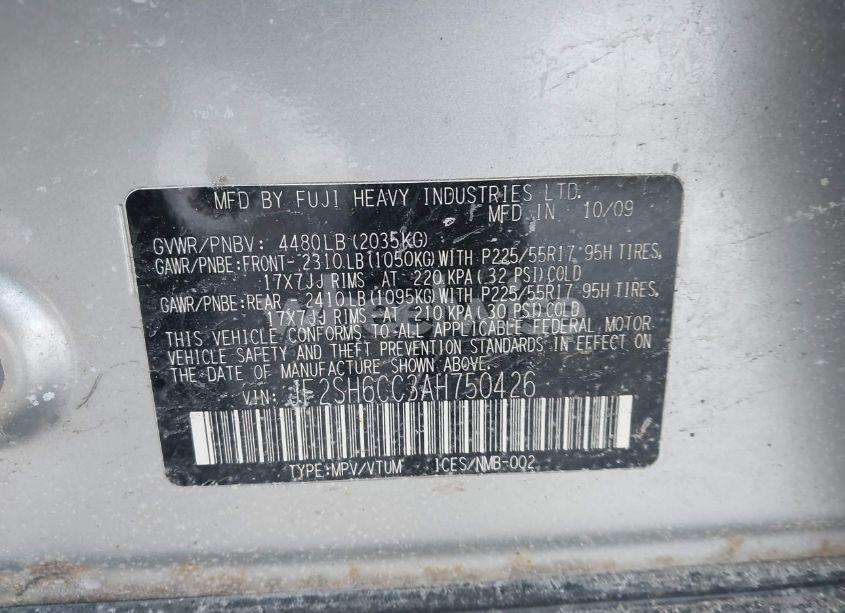 MFD BY FUJI HEAVY INDUSTRIES LTD.
MFD IN 10/09
GVWR/PNBV: 4480LB(2035KG)
GAWR/PNBE:FRONT-2310.LB(1050KG)WITH P225/55R17 95H TIRES,
17X7JJ RIMS AT 220KPA(32 PSI)COLD
GAWR/PNBE:REAR 2410LB(1095KG)WITH P225/55R17 95H TIRES,
17X7JJ RIMS AT 210KPA(30 PSI)COLD
THIS VEHICLE CONFORMS TO ALL APPLICABLE FEDERAL MOTOR
VEHICLE SAFETY AND THEFT PREVENTION STANDARDS IN EFFECT ON
THE DATE OF MANUFACTURE SHOWN ABOVE.
VIN: JF2SH6CC3AH750426
TYPE:MPV/VTUM ICES/NMB-002